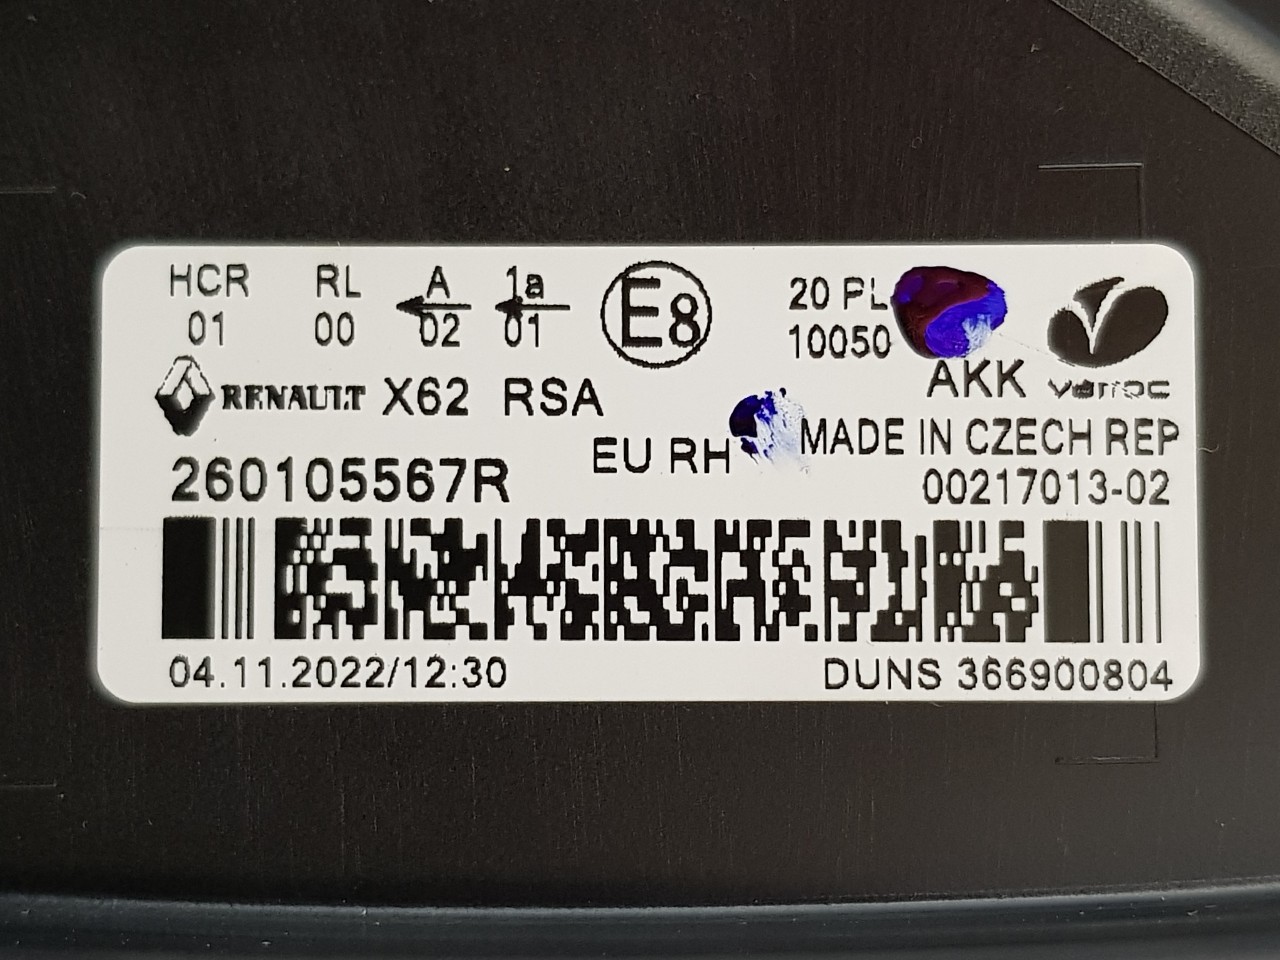 HCR RL A 1a E8 20 PL
01 00 02 01 10050
RENAULT X62 RSA AKK varroc
EU RH MADE IN CZECH REP
260105567R 00217013-02
04.11.2022/12:30 DUNS 366900804